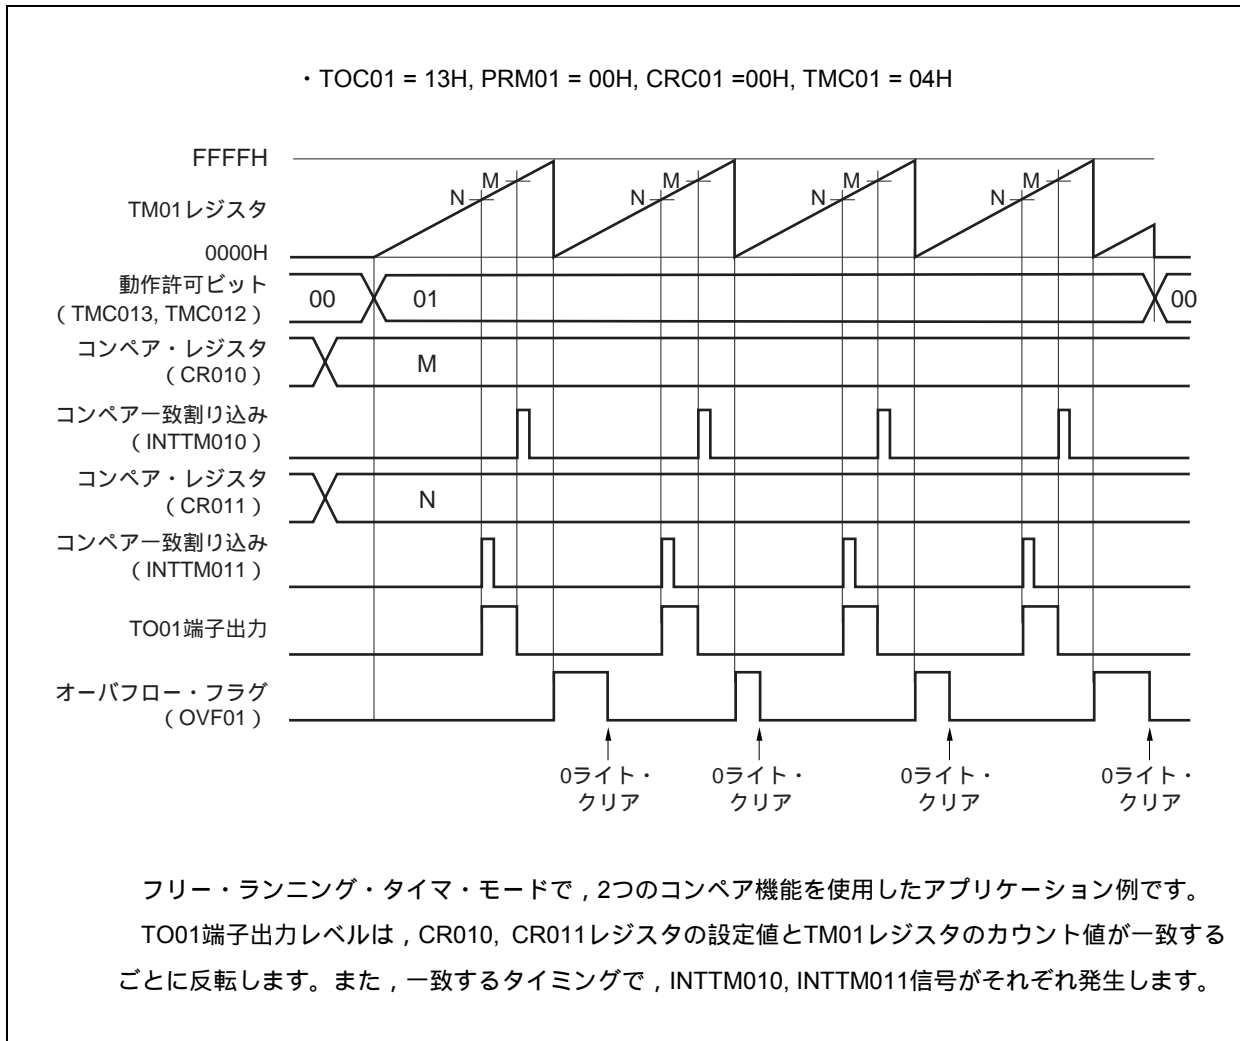 ・TOC01 = 13H, PRM01 = 00H, CRC01 =00H, TMC01 = 04H
FFFFH
M M M M
N N N N
TM01レジスタ
0000H
動作許可ビット
（TMC013, TMC012）
00 01 00
コンペア・レジスタ
（CR010）
M
コンペア一致割り込み
（INTTM010）
コンペア・レジスタ
（CR011）
N
コンペア一致割り込み
（INTTM011）
TO01端子出力
オーバフロー・フラグ
（OVF01）
0ライト・ 0ライト・ 0ライト・ 0ライト・
クリア クリア クリア クリア
フリー・ランニング・タイマ・モードで，2つのコンペア機能を使用したアプリケーション例です。
TO01端子出力レベルは，CR010, CR011レジスタの設定値とTM01レジスタのカウント値が一致する
ごとに反転します。また，一致するタイミングで，INTTM010, INTTM011信号がそれぞれ発生します。